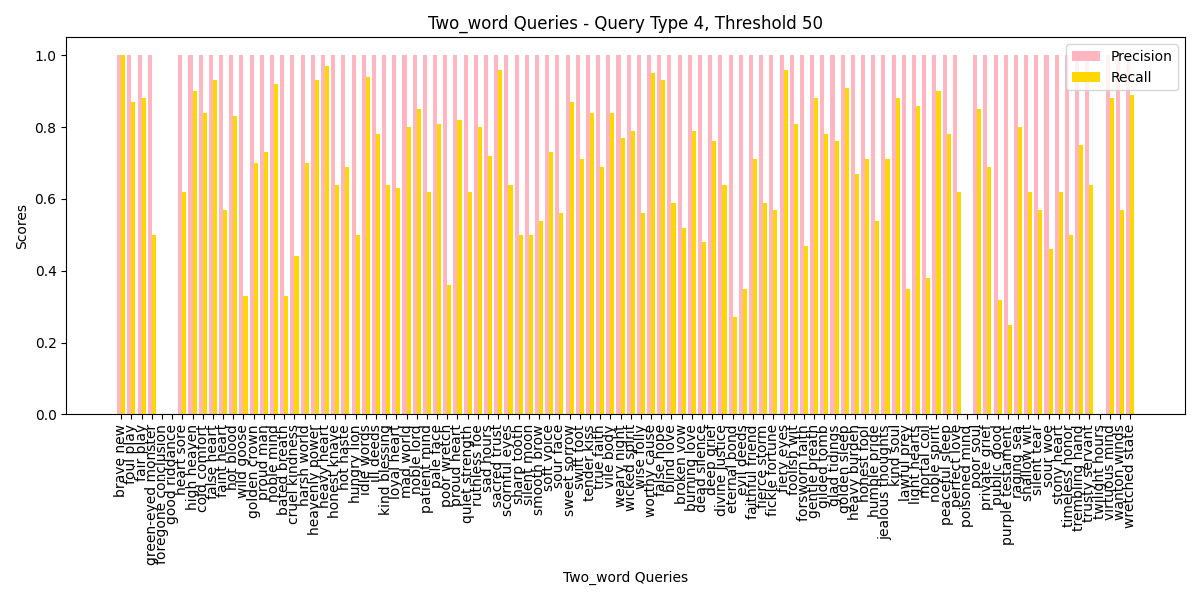 Two_word Queries - Query Type 4, Threshold 50
Precision
Recall
Scores
1.0
0.8
0.6
0.4
0.2
0.0
brave new
foul play
fair play
green-eyed monster
foregone conclusion
good riddance
heart sore
high heaven
cold comfort
false heart
faint heart
hot blood
wild goose
golden crown
proud man
noble mind
bated breath
cruel kindness
harsh world
heavenly power
heavy heart
honest knave
hot haste
hungry lion
idle words
ill deeds
kind blessing
loyal heart
mad world
noble lord
patient mind
pale face
poor wretch
proud heart
quiet strength
ruthless foe
sad hours
sacred trust
scornful eyes
sharp tooth
silent moon
smooth brow
soft voice
sour face
sweet sorrow
swift foot
tender kiss
true faith
vile body
weary night
wicked spirit
wise folly
worthy cause
dashed hope
blind love
broken vow
burning love
dead silence
deep grief
divine justice
eternal bond
evil deeds
faithful friend
fierce storm
fickle fortune
fiery eyes
foolish wit
forsworn faith
gentle breath
gilded tomb
glad tidings
golden sleep
heavy burden
honest fool
humble pride
jealous thoughts
kind soul
lawful prey
light hearts
mortal coil
noble spirit
peaceful sleep
perfect love
poisoned mind
poor soul
private grief
public good
purple testament
raging sea
shallow wit
silent tear
sour woe
stony heart
timeless honor
trembling hand
trusty servant
twilight hours
virtuous mind
wanton wind
wretched state
Two_word Queries